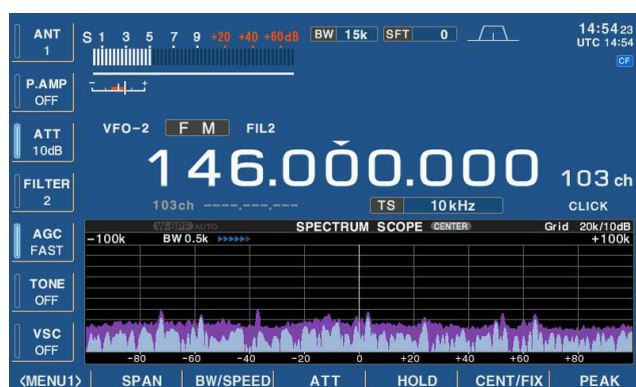 ANT
1
S 1 3 5 7 9 +20 +40 +60dB
BW 15k SFT 0
14:54 23
UTC 14:54
CF
P.AMP
OFF
- +
ATT
10dB
VFO-2 F M FIL2
146.000.000 103 ch
FILTER
2
103ch ----.---.---
TS 10kHz
CLICK
AGC
FAST
W-BPF AUTO SPECTRUM SCOPE CENTER Grid 20k/10dB
-100k BW 0.5k +100k
TONE
OFF
VSC
OFF
-80 -60 -40 -20 0 +20 +40 +60 +80
<MENU1> SPAN BW/SPEED ATT HOLD CENT/FIX PEAK